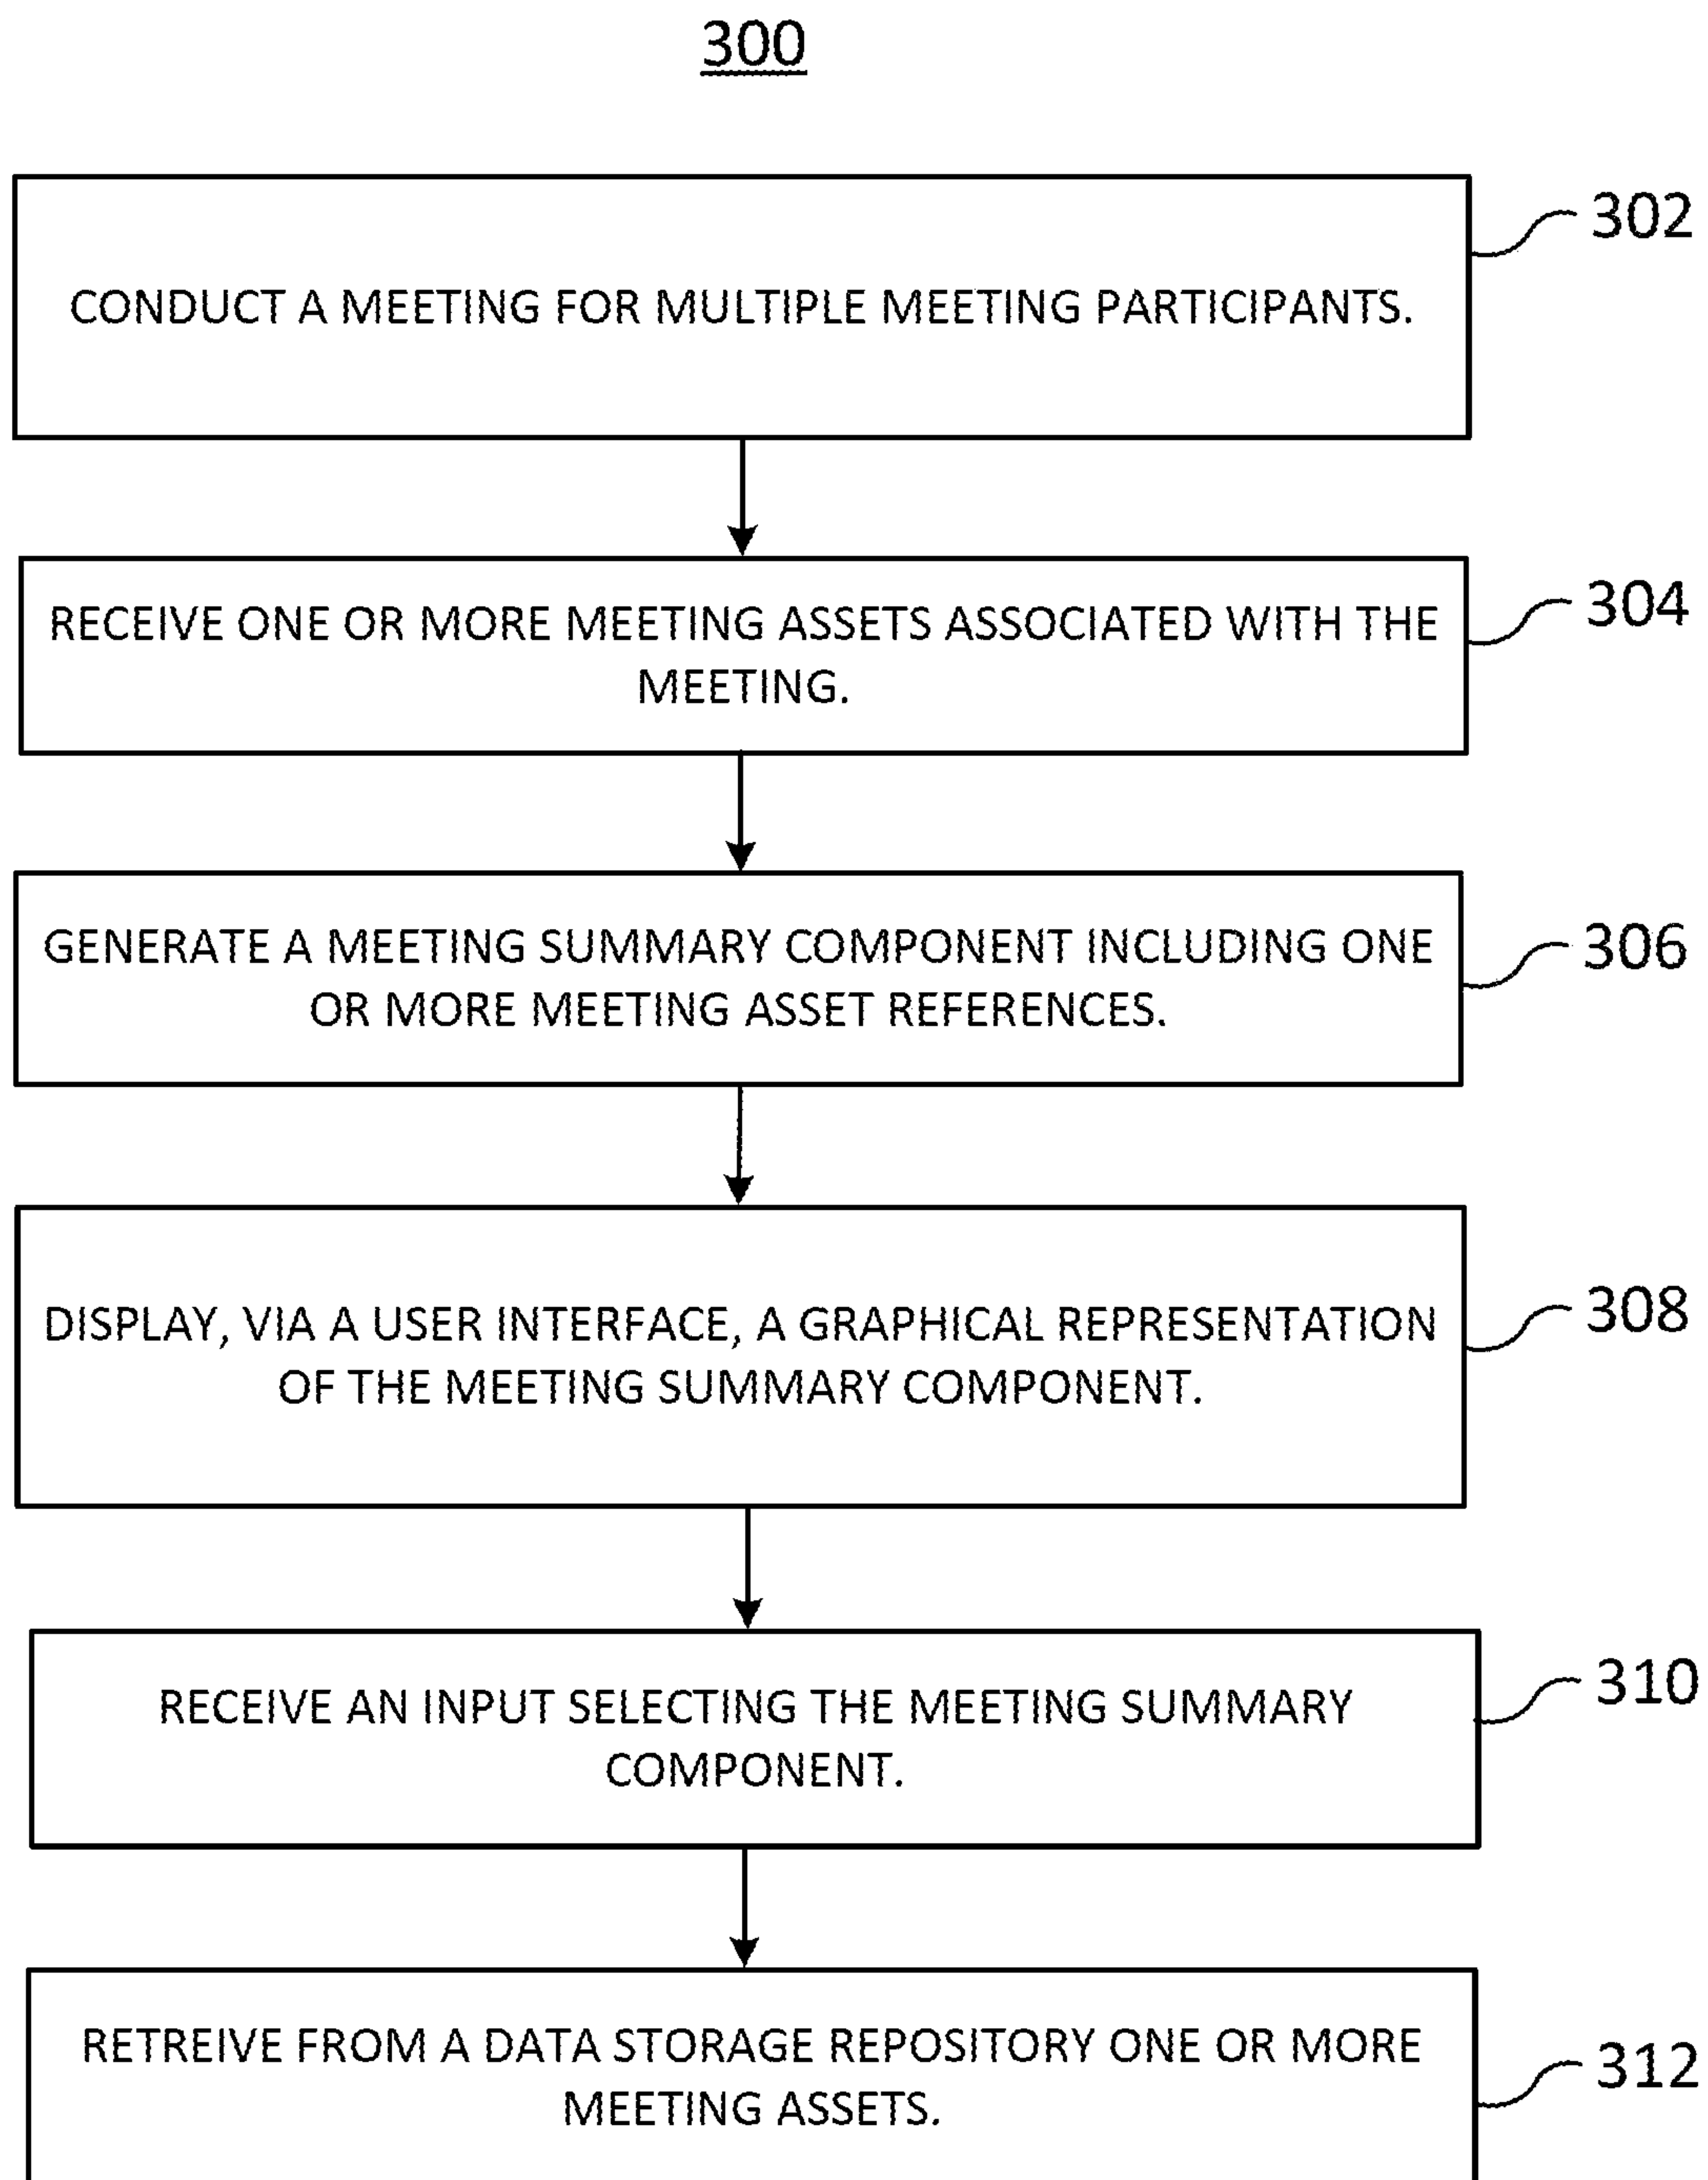 300
302
CONDUCT A MEETING FOR MULTIPLE MEETING PARTICIPANTS.
304
RECEIVE ONE OR MORE MEETING ASSETS ASSOCIATED WITH THE
MEETING.
306
GENERATE A MEETING SUMMARY COMPONENT INCLUDING ONE
OR MORE MEETING ASSET REFERENCES.
308
DISPLAY, VIA A USER INTERFACE, A GRAPHICAL REPRESENTATION
OF THE MEETING SUMMARY COMPONENT.
310
RECEIVE AN INPUT SELECTING THE MEETING SUMMARY
COMPONENT.
312
RETREIVE FROM A DATA STORAGE REPOSITORY ONE OR MORE
MEETING ASSETS.